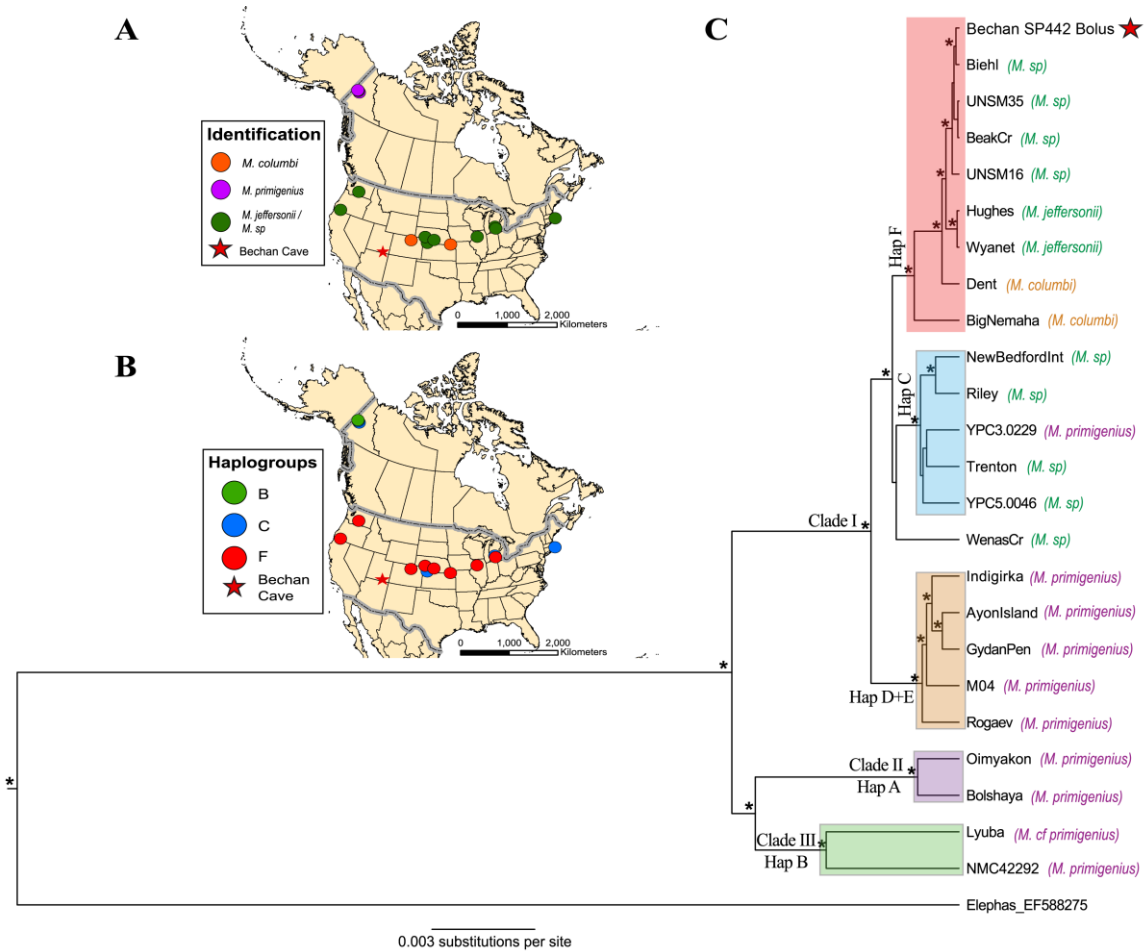 A
Identification
M. columbi
M. primigenius
M. jeffersonii /
M. sp
Bechan Cave
0 1,000 2,000
Kilometers
B
Haplogroups
B
C
F
Bechan
Cave
0 1,000 2,000
Kilometers
C
Bechan SP442 Bolus
Biehl (M. sp)
UNSM35 (M. sp)
BeakCr (M. sp)
UNSM16 (M. sp)
Hughes (M. jeffersonii)
Wyanet (M. jeffersonii)
Dent (M. columbi)
BigNemaha (M. columbi)
Hap F
NewBedfordInt (M. sp)
Riley (M. sp)
YPC3.0229 (M. primigenius)
Trenton (M. sp)
YPC5.0046 (M. sp)
Hap C
WenasCr (M. sp)
Clade I
Indigirka (M. primigenius)
AyonIsland (M. primigenius)
GydanPen (M. primigenius)
M04 (M. primigenius)
Rogaev (M. primigenius)
Hap D+E
Oimyakon (M. primigenius)
Bolshaya (M. primigenius)
Clade II
Hap A
Lyuba (M. cf primigenius)
NMC42292 (M. primigenius)
Clade III
Hap B
Elephas_EF588275
0.003 substitutions per site